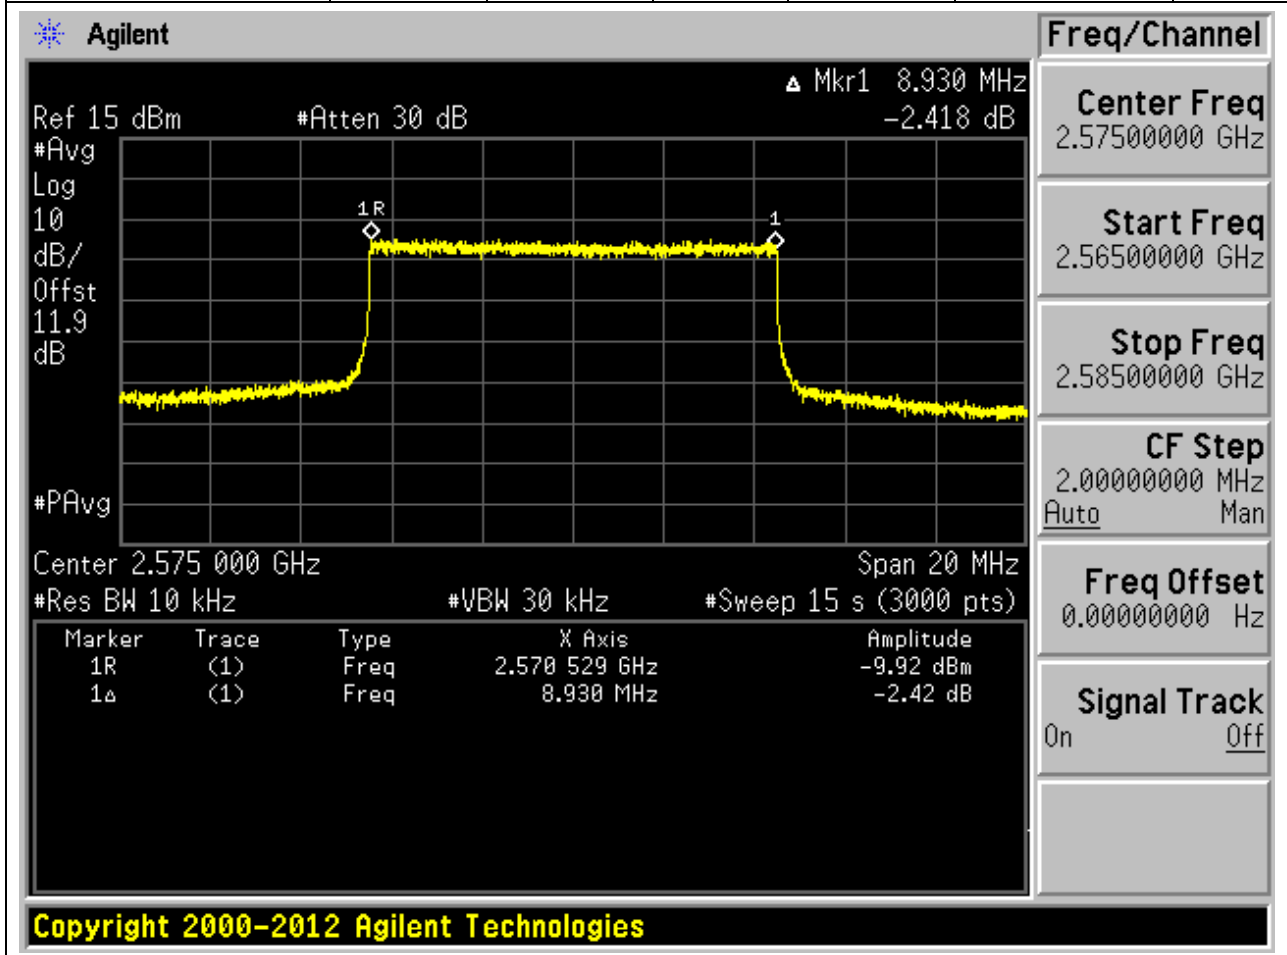 Agilent
Freq/Channel
Δ Mkr1 8.930 MHz
Ref 15 dBm #Atten 30 dB -2.418 dB
#Avg
Log
10
dB/
Offst
11.9
dB
1R
1
#PAvg
Center 2.575 000 GHz Span 20 MHz
#Res BW 10 kHz #VBW 30 kHz #Sweep 15 s (3000 pts)
Marker Trace Type X Axis Amplitude
1R (1) Freq 2.570 529 GHz -9.92 dBm
1Δ (1) Freq 8.930 MHz -2.42 dB
Center Freq
2.57500000 GHz
Start Freq
2.56500000 GHz
Stop Freq
2.58500000 GHz
CF Step
2.00000000 MHz
Auto Man
Freq Offset
0.00000000 Hz
Signal Track
On Off
Copyright 2000-2012 Agilent Technologies